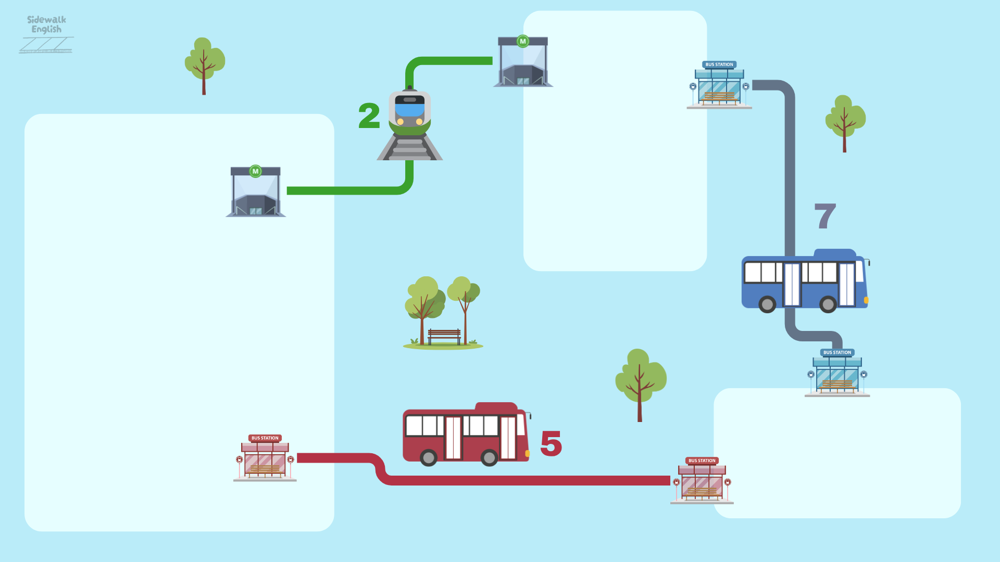 Sidewalk
English
M
BUS STATION
2
M
7
BUS STATION
BUS STATION
5
BUS STATION